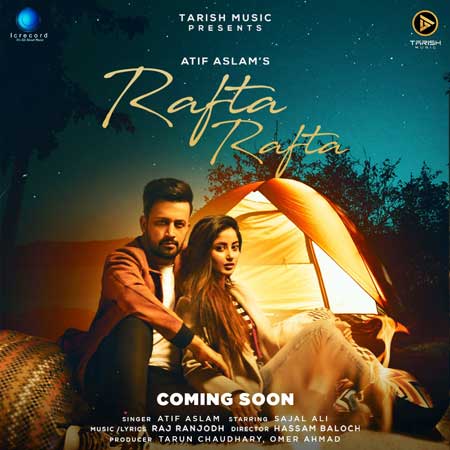 lcrecord
TARISH MUSIC
PRESENTS
TARISH
MUSIC
ATIF ASLAM'S
Rafta
Rafta
COMING SOON
SINGER ATIF ASLAM STARRING SAJAL ALI
MUSIC /LYRICS RAJ RANJODH DIRECTOR HASSAM BALOCH
PRODUCER TARUN CHAUDHARY, OMER AHMAD